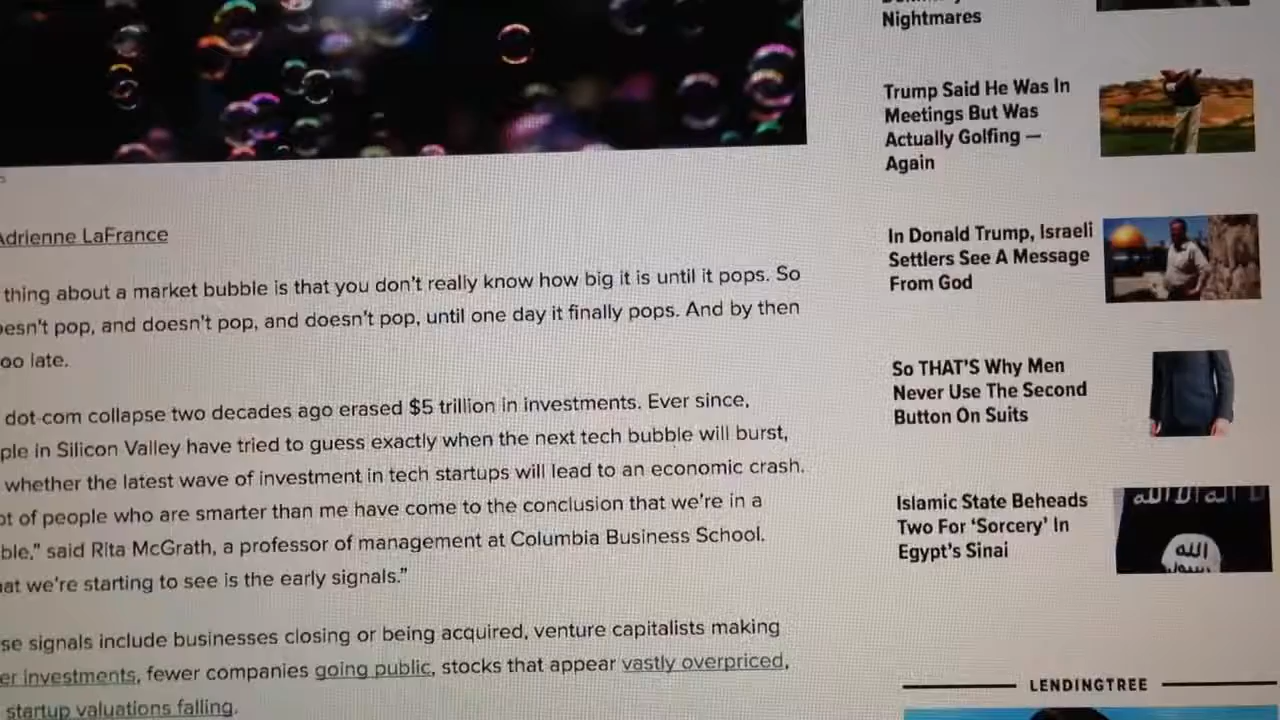 Adrienne LaFrance
thing about a market bubble is that you don't really know how big it is until it pops. So
esn't pop, and doesn't pop, and doesn't pop, until one day it finally pops. And by then
oo late.
dot-com collapse two decades ago erased $5 trillion in investments. Ever since,
ple in Silicon Valley have tried to guess exactly when the next tech bubble will burst,
whether the latest wave of investment in tech startups will lead to an economic crash.
ot of people who are smarter than me have come to the conclusion that we're in a
ble," said Rita McGrath, a professor of management at Columbia Business School.
at we're starting to see is the early signals."
se signals include businesses closing or being acquired, venture capitalists making
er investments, fewer companies going public, stocks that appear vastly overpriced,
startup valuations falling.
Nightmares
Trump Said He Was In
Meetings But Was
Actually Golfing —
Again
In Donald Trump, Israeli
Settlers See A Message
From God
So THAT'S Why Men
Never Use The Second
Button On Suits
Islamic State Beheads
Two For 'Sorcery' In
Egypt's Sinai
الله
LENDINGTREE